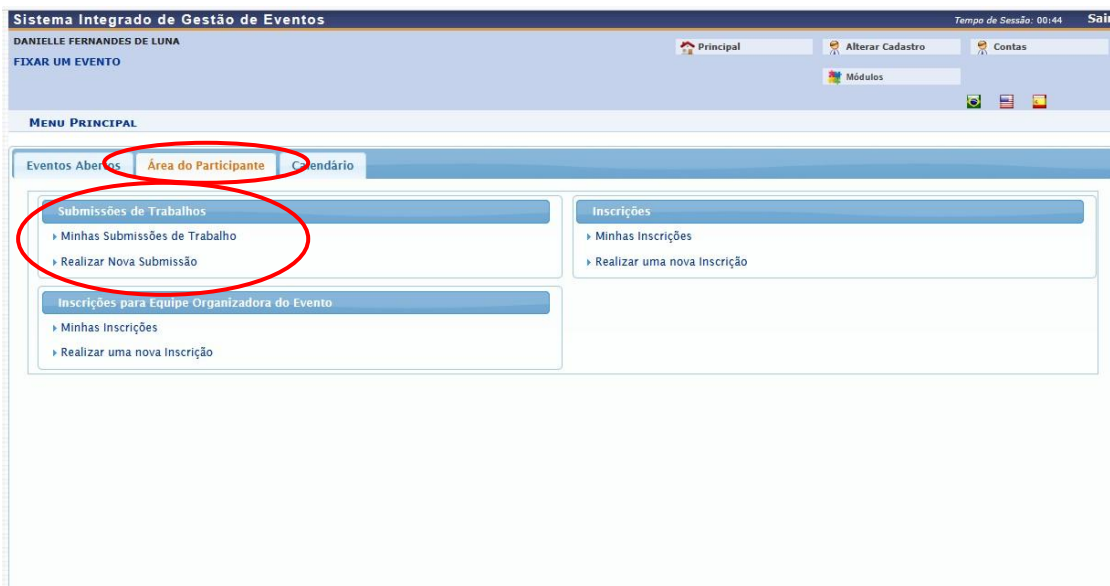 Sistema Integrado de Gestão de Eventos
Tempo de Sessão: 00:44
Sair
DANIELLE FERNANDES DE LUNA
FIXAR UM EVENTO
Principal
Alterar Cadastro
Contas
Módulos
MENU PRINCIPAL
Eventos Abertos
Área do Participante
Calendário
Submissões de Trabalhos
Minhas Submissões de Trabalho
Realizar Nova Submissão
Inscrições
Minhas Inscrições
Realizar uma nova Inscrição
Inscrições para Equipe Organizadora do Evento
Minhas Inscrições
Realizar uma nova Inscrição